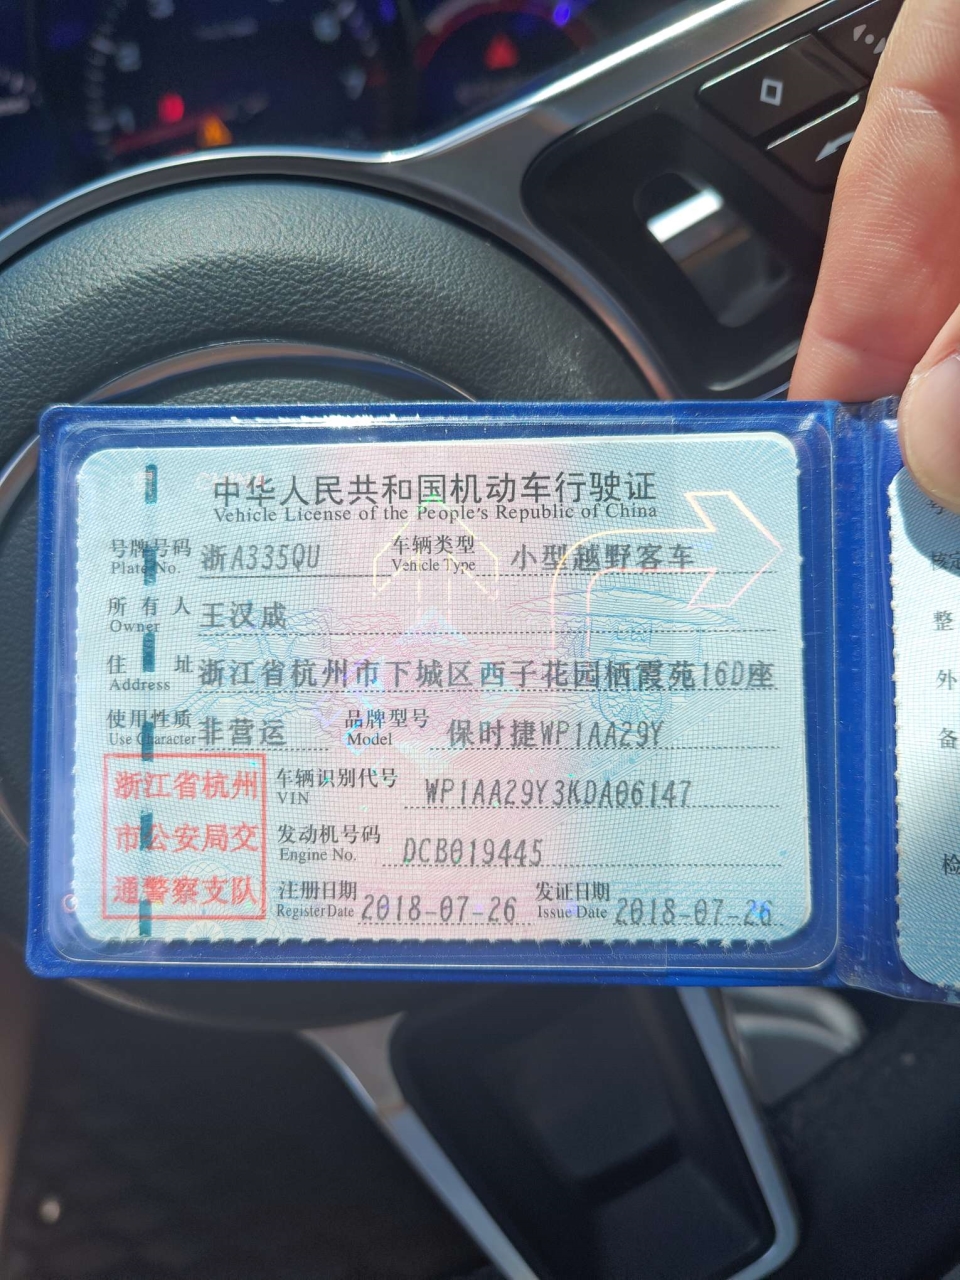 中华人民共和国机动车行驶证
Vehicle License of the People's Republic of China
号牌号码 浙A335QU 车辆类型 小型越野客车
Plate No. Vehicle Type
所有人 王汉成
Owner
住址 浙江省杭州市下城区西子花园栖霞苑16D座
Address
使用性质 非营运 品牌型号 保时捷WP1AA29Y
Use Character Model
浙江省杭州
市公安局交
通警察支队
车辆识别代号 WP1AA29Y3KDA06147
VIN
发动机号码 DCB019445
Engine No.
注册日期 2018-07-26 发证日期 2018-07-26
Register Date Issue Date
核定
整
外
备
检